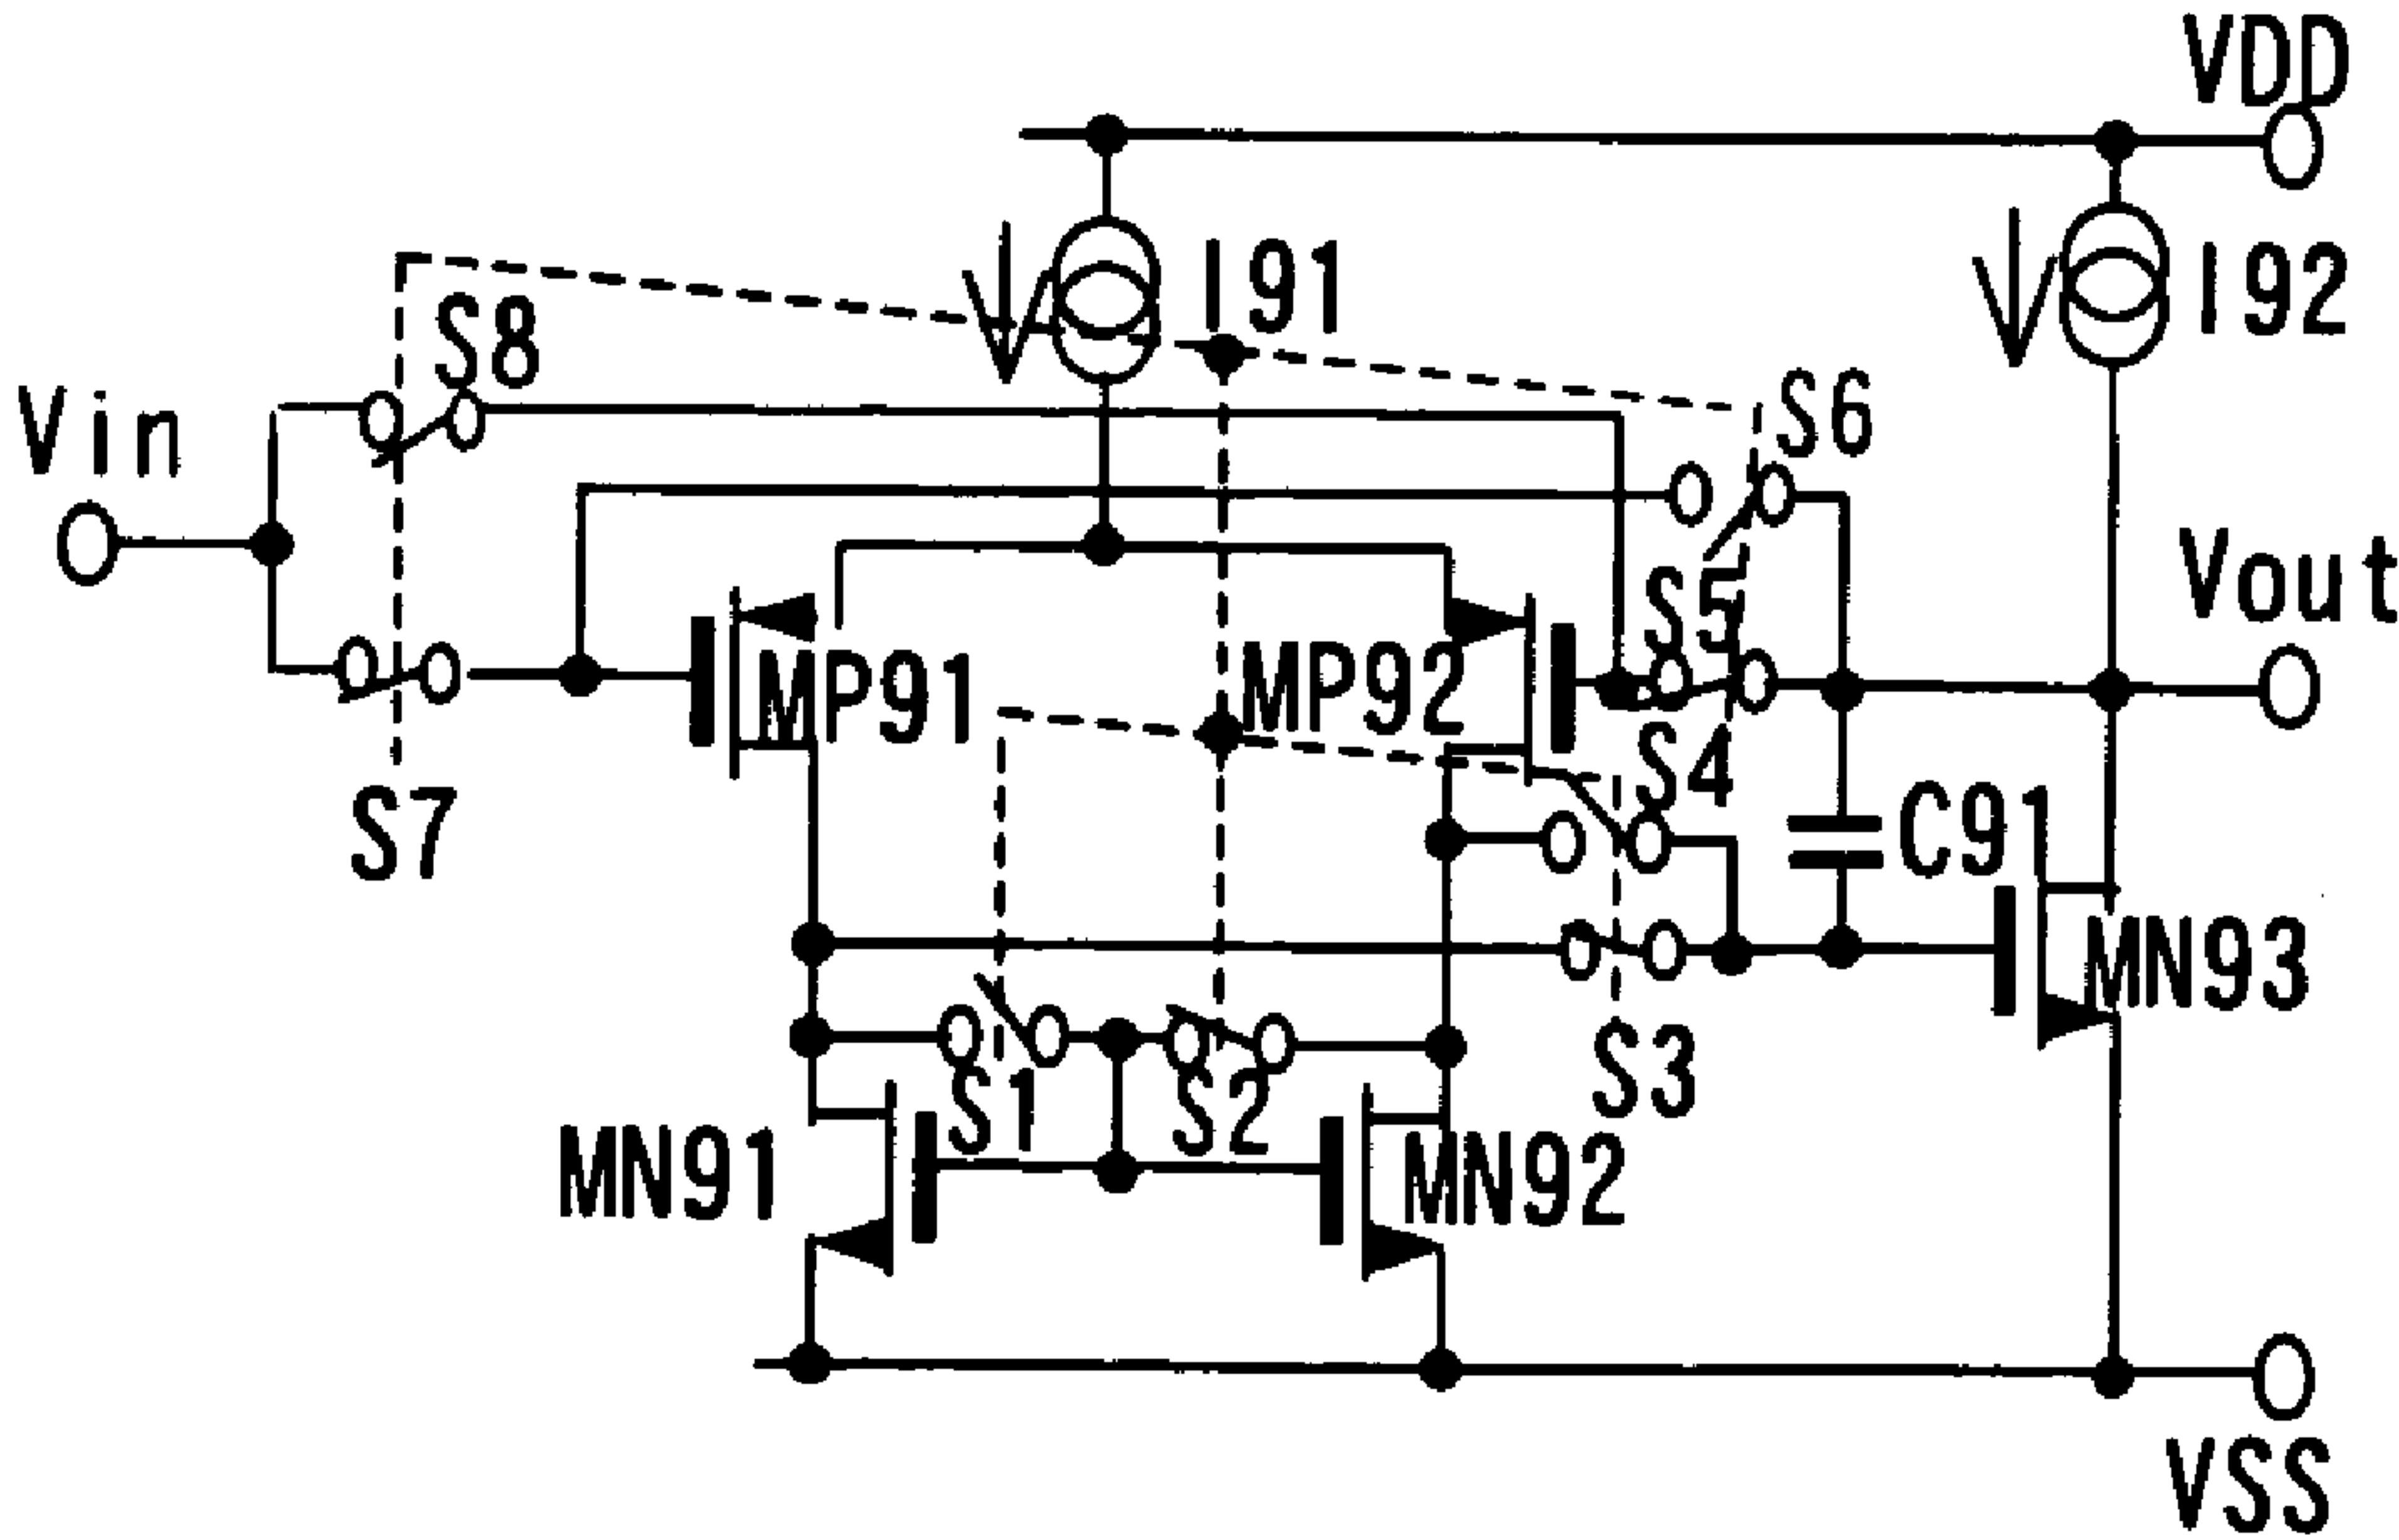 VDD
I91
I92
S8
Vin
S6
Vout
S5
MP91
MP92
S4
S7
C91
MN93
S3
S1
S2
MN91
MN92
VSS